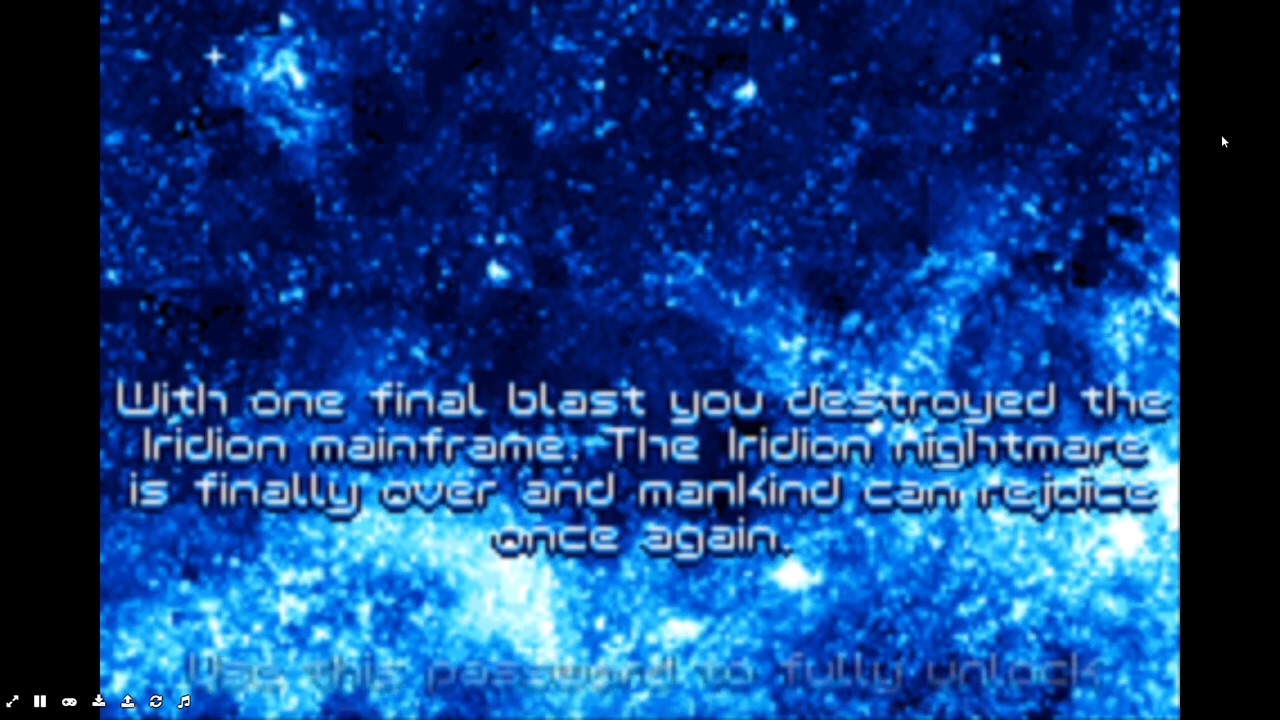 With one final blast you destroyed the
Iridion mainframe. The Iridion nightmare
is finally over and mankind can rejoice
once again.
Use this password to fully unlock